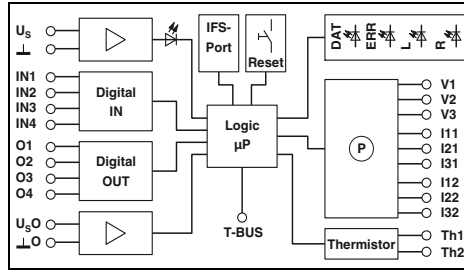 US
IFS-
Port
Reset
DAT
ERR
L
R
IN1
IN2
IN3
IN4
Digital
IN
O1
O2
O3
O4
Digital
OUT
USO
O
Logic
µP
T-BUS
P
V1
V2
V3
I11
I21
I31
I12
I22
I32
Thermistor
Th1
Th2